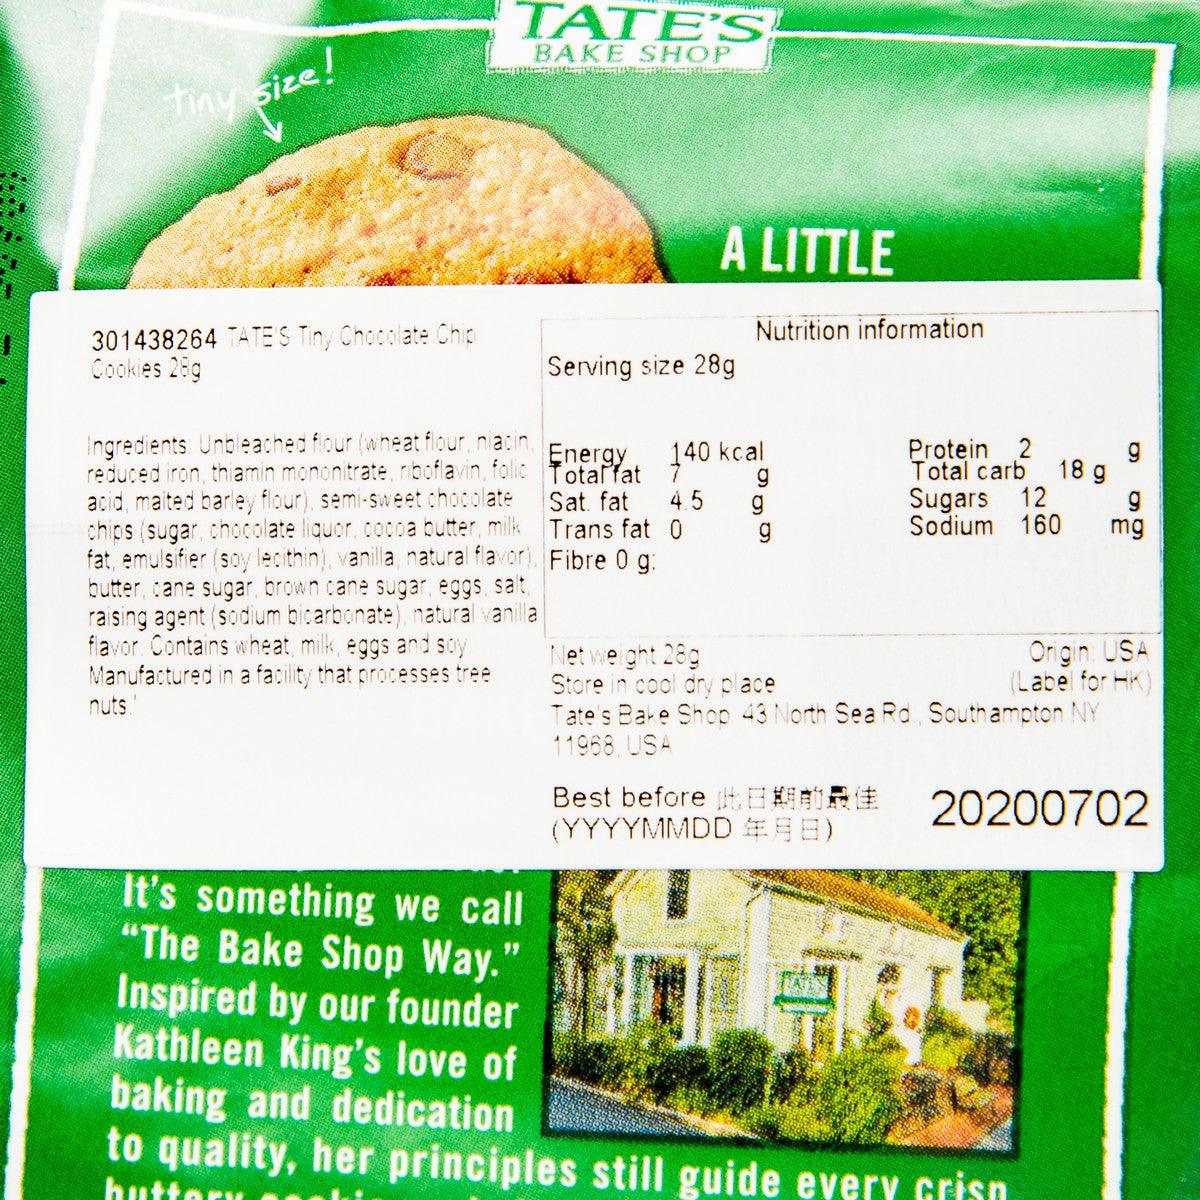 TATE'S
BAKE SHOP
tiny size!
A LITTLE
301438264 TATE'S Tiny Chocolate Chip
Cookies 28g
Ingredients: Unbleached flour (wheat flour, niacin,
reduced iron, thiamin mononitrate, riboflavin, folic
acid, malted barley flour), semi-sweet chocolate
chips (sugar, chocolate liquor, cocoa butter, milk
fat, emulsifier (soy lecithin), vanilla, natural flavor),
butter, cane sugar, brown cane sugar, eggs, salt,
raising agent (sodium bicarbonate), natural vanilla
flavor. Contains wheat, milk, eggs and soy.
Manufactured in a facility that processes tree
nuts.'
Nutrition information
Serving size 28g
Energy 140 kcal Protein 2 g
Total fat 7 g Total carb 18 g
Sat. fat 4.5 g Sugars 12 g
Trans fat 0 g Sodium 160 mg
Fibre 0 g;
Net weight 28g Origin: USA
Store in cool dry place (Label for HK)
Tate's Bake Shop 43 North Sea Rd., Southampton NY
11968, USA
Best before 此日期前最佳 20200702
(YYYYMMDD 年月日)
It's something we call
“The Bake Shop Way.”
Inspired by our founder
Kathleen King's love of
baking and dedication
to quality, her principles still guide every crisp
buttery
TATE'S